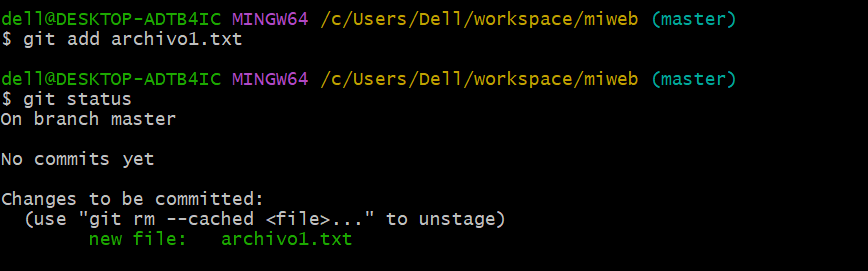 dell@DESKTOP-ADTB4IC MINGW64 /c/Users/Dell/workspace/miweb (master)
$ git add archivo1.txt
dell@DESKTOP-ADTB4IC MINGW64 /c/Users/Dell/workspace/miweb (master)
$ git status
On branch master
No commits yet
Changes to be committed:
  (use "git rm --cached <file>..." to unstage)
        new file:   archivo1.txt